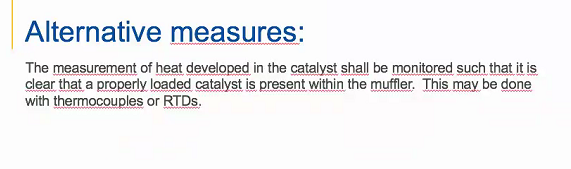 Alternative measures:
The measurement of heat developed in the catalyst shall be monitored such that it is
clear that a properly loaded catalyst is present within the muffler.  This may be done
with thermocouples or RTDs.